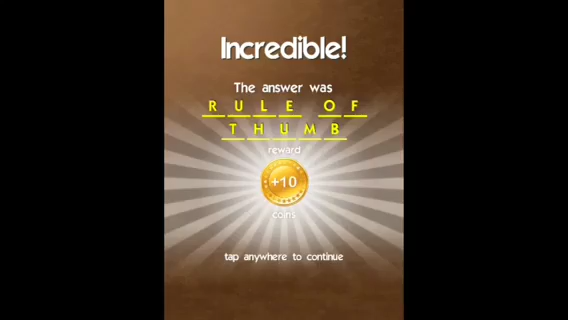 Incredible!
The answer was
RULE OF
THUMB
reward
+10
coins
tap anywhere to continue